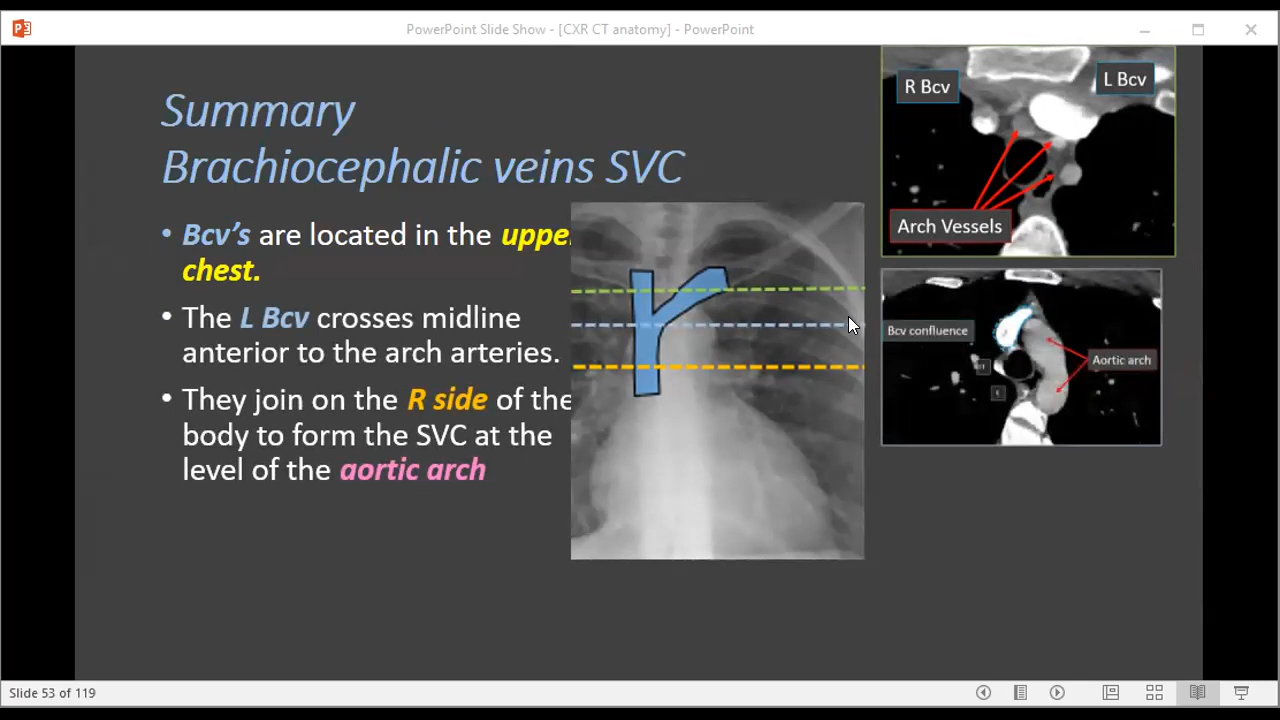 PowerPoint Slide Show - [CXR CT anatomy] - PowerPoint
Summary
Brachiocephalic veins SVC
• Bcv's are located in the uppe
chest.
• The L Bcv crosses midline
anterior to the arch arteries.
• They join on the R side of the
body to form the SVC at the
level of the aortic arch
R Bcv
L Bcv
Arch Vessels
Bcv confluence
Aortic arch
Slide 53 of 119